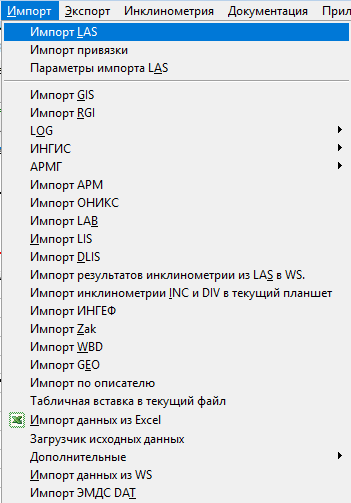 Импорт Экспорт Инклинометрия Документация Прил
Импорт LAS
Импорт привязки
Параметры импорта LAS
Импорт GIS
Импорт RGI
LQG
ИНГИС
АРМГ
Импорт АРМ
Импорт ОНИКС
Импорт LAB
Импорт LIS
Импорт DLIS
Импорт результатов инклинометрии из LAS в WS.
Импорт инклинометрии INC и DIV в текущий планшет
Импорт ИНГЕФ
Импорт Zak
Импорт WBD
Импорт GEO
Импорт по описателю
Табличная вставка в текущий файл
Импорт данных из Excel
Загрузчик исходных данных
Дополнительные
Импорт данных из WS
Импорт ЭМДС DAT